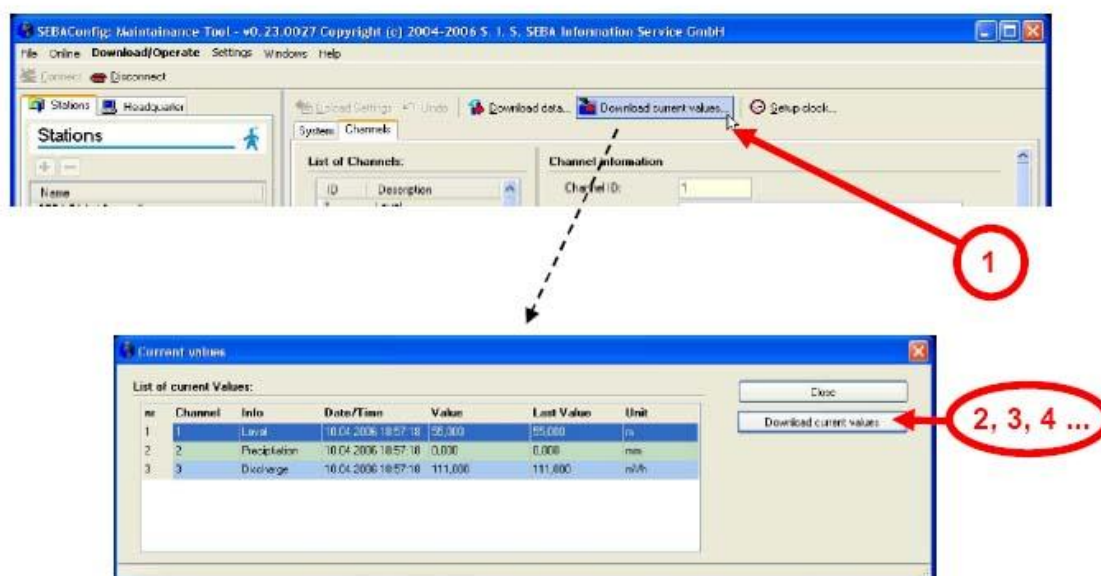 SEBAConfig: Maintainance Tool - v0.23.0027 Copyright (c) 2004-2006 S. I. S. SEBA Information Service GmbH
File Online Download/Operate Settings Windows Help
Connect Disconnect
Stations Headquarter
Upload Settings Undo Download data... Download current values... Setup clock...
System Channels
Stations
List of Channels:
Channel information
ID Description
Channel ID: 1
Name
1
Current values
List of current Values:
Close
nr Channel Info Date/Time Value Last Value Unit
Download current values
2, 3, 4 ...
1 1 Level 10.04.2006 18:57:18 55,000 55,000 m
2 2 Precipitation 10.04.2006 18:57:18 0,000 0,000 mm
3 3 Discharge 10.04.2006 18:57:18 111,000 111,000